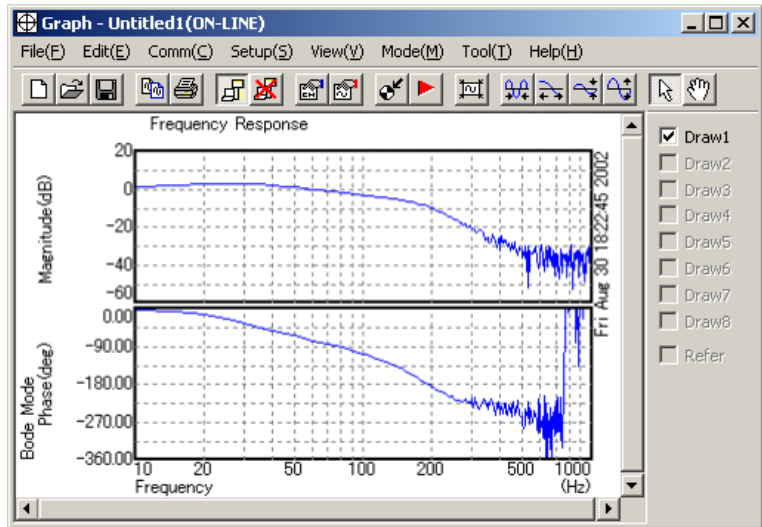 Graph - Untitled1(ON-LINE)
File(F) Edit(E) Comm(C) Setup(S) View(V) Mode(M) Tool(T) Help(H)
Frequency Response
20
0
-20
-40
-60
Magnitude(dB)
Fri Aug 30 18:22:45 2002
0.00
-90.00
-180.00
-270.00
-360.00
Bode Mode
Phase(deg)
10 20 50 100 200 500 1000
Frequency (Hz)
Draw1
Draw2
Draw3
Draw4
Draw5
Draw6
Draw7
Draw8
Refer